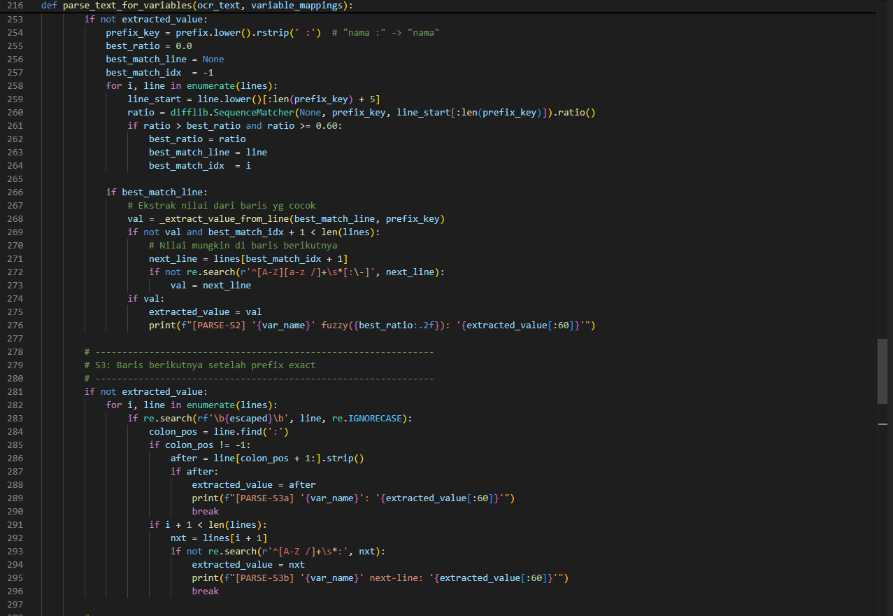 216 def parse_text_for_variables(ocr_text, variable_mappings):
253 if not extracted_value:
254 prefix_key = prefix.lower().rstrip(' :') # "nama :" -> "nama"
255 best_ratio = 0.0
256 best_match_line = None
257 best_match_idx = -1
258 for i, line in enumerate(lines):
259 line_start = line.lower()[:len(prefix_key) + 5]
260 ratio = difflib.SequenceMatcher(None, prefix_key, line_start[:len(prefix_key)]).ratio()
261 if ratio > best_ratio and ratio >= 0.60:
262 best_ratio = ratio
263 best_match_line = line
264 best_match_idx = i
265
266 if best_match_line:
267 # Ekstrak nilai dari baris yg cocok
268 val = _extract_value_from_line(best_match_line, prefix_key)
269 if not val and best_match_idx + 1 < len(lines):
270 # Nilai mungkin di baris berikutnya
271 next_line = lines[best_match_idx + 1]
272 if not re.search(r'^[A-Z][a-z /]+\s*[:\-]', next_line):
273 val = next_line
274 if val:
275 extracted_value = val
276 print(f"[PARSE-S2] '{var_name}' fuzzy({best_ratio:.2f}): '{extracted_value[:60]}'")
277
278 # ----------------------------------------------------------------
279 # S3: Baris berikutnya setelah prefix exact
280 # ----------------------------------------------------------------
281 if not extracted_value:
282 for i, line in enumerate(lines):
283 if re.search(rf'\b{escaped}\b', line, re.IGNORECASE):
284 colon_pos = line.find(':')
285 if colon_pos != -1:
286 after = line[colon_pos + 1:].strip()
287 if after:
288 extracted_value = after
289 print(f"[PARSE-S3a] '{var_name}': '{extracted_value[:60]}'")
290 break
291 if i + 1 < len(lines):
292 nxt = lines[i + 1]
293 if not re.search(r'^[A-Z /]+\s*:', nxt):
294 extracted_value = nxt
295 print(f"[PARSE-S3b] '{var_name}' next-line: '{extracted_value[:60]}'")
296 break
297